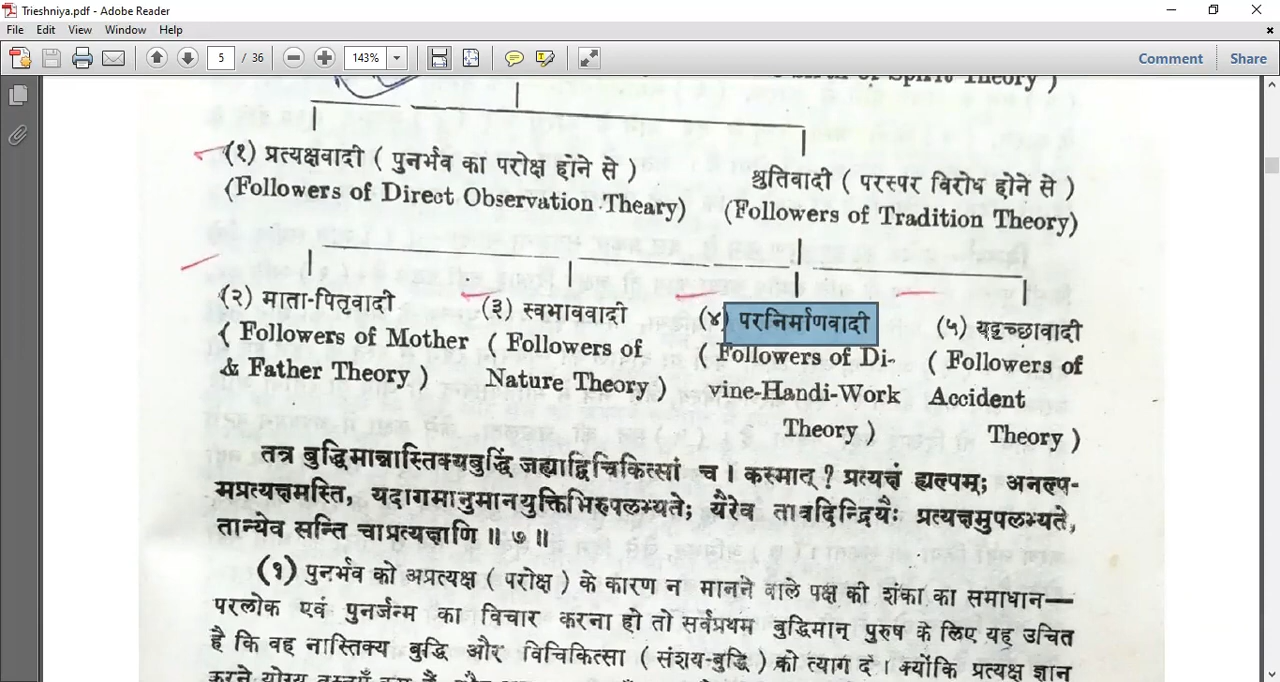 Trieshniya.pdf - Adobe Reader
File Edit View Window Help
5 / 36 143% Comment Share
of Spirit Theory )
(१) प्रत्यक्षवादी ( पुनर्भव का परोक्ष होने से )
(Followers of Direct Observation Theary)
श्रुतिवादी ( परस्पर विरोध होने से )
(Followers of Tradition Theory)
(२) माता-पितृवादी
( Followers of Mother
& Father Theory )
(३) स्वभाववादी
( Followers of
Nature Theory )
(४) परनिर्माणवादी
( Followers of Di-
vine-Handi-Work
Theory )
(५) यदृच्छावादी
( Followers of
Accident
Theory )
तत्र बुद्धिमान्नास्तिक्यबुद्धिं जह्याद्विचिकित्सां च । कस्मात् ? प्रत्यक्षं ह्यल्पम्; अनल्प-
मप्रत्यक्षमस्ति, यदागमानुमानयुक्तिभिरुपलभ्यते; यैरेव तावदिन्द्रियैः प्रत्यक्षमुपलभ्यते,
तान्येव सन्ति चाप्रत्यक्षाणि ॥ ७ ॥
(१) पुनर्भव को अप्रत्यक्ष ( परोक्ष ) के कारण न मानने वाले पक्ष की शंका का समाधान—
परलोक एवं पुनर्जन्म का विचार करना हो तो सर्वप्रथम बुद्धिमान् पुरुष के लिए यह उचित
है कि वह नास्तिक्य बुद्धि और विचिकित्सा ( संशय-बुद्धि ) को त्याग दे । क्योंकि प्रत्यक्ष ज्ञान